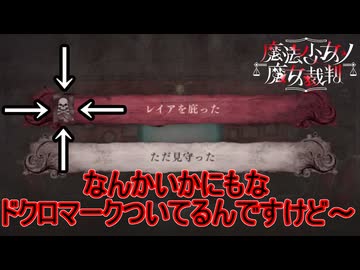 魔法少女ノ
魔女裁判
レイアを庇った
ただ見守った
なんかいかにもな
ドクロマークついてるんですけど～